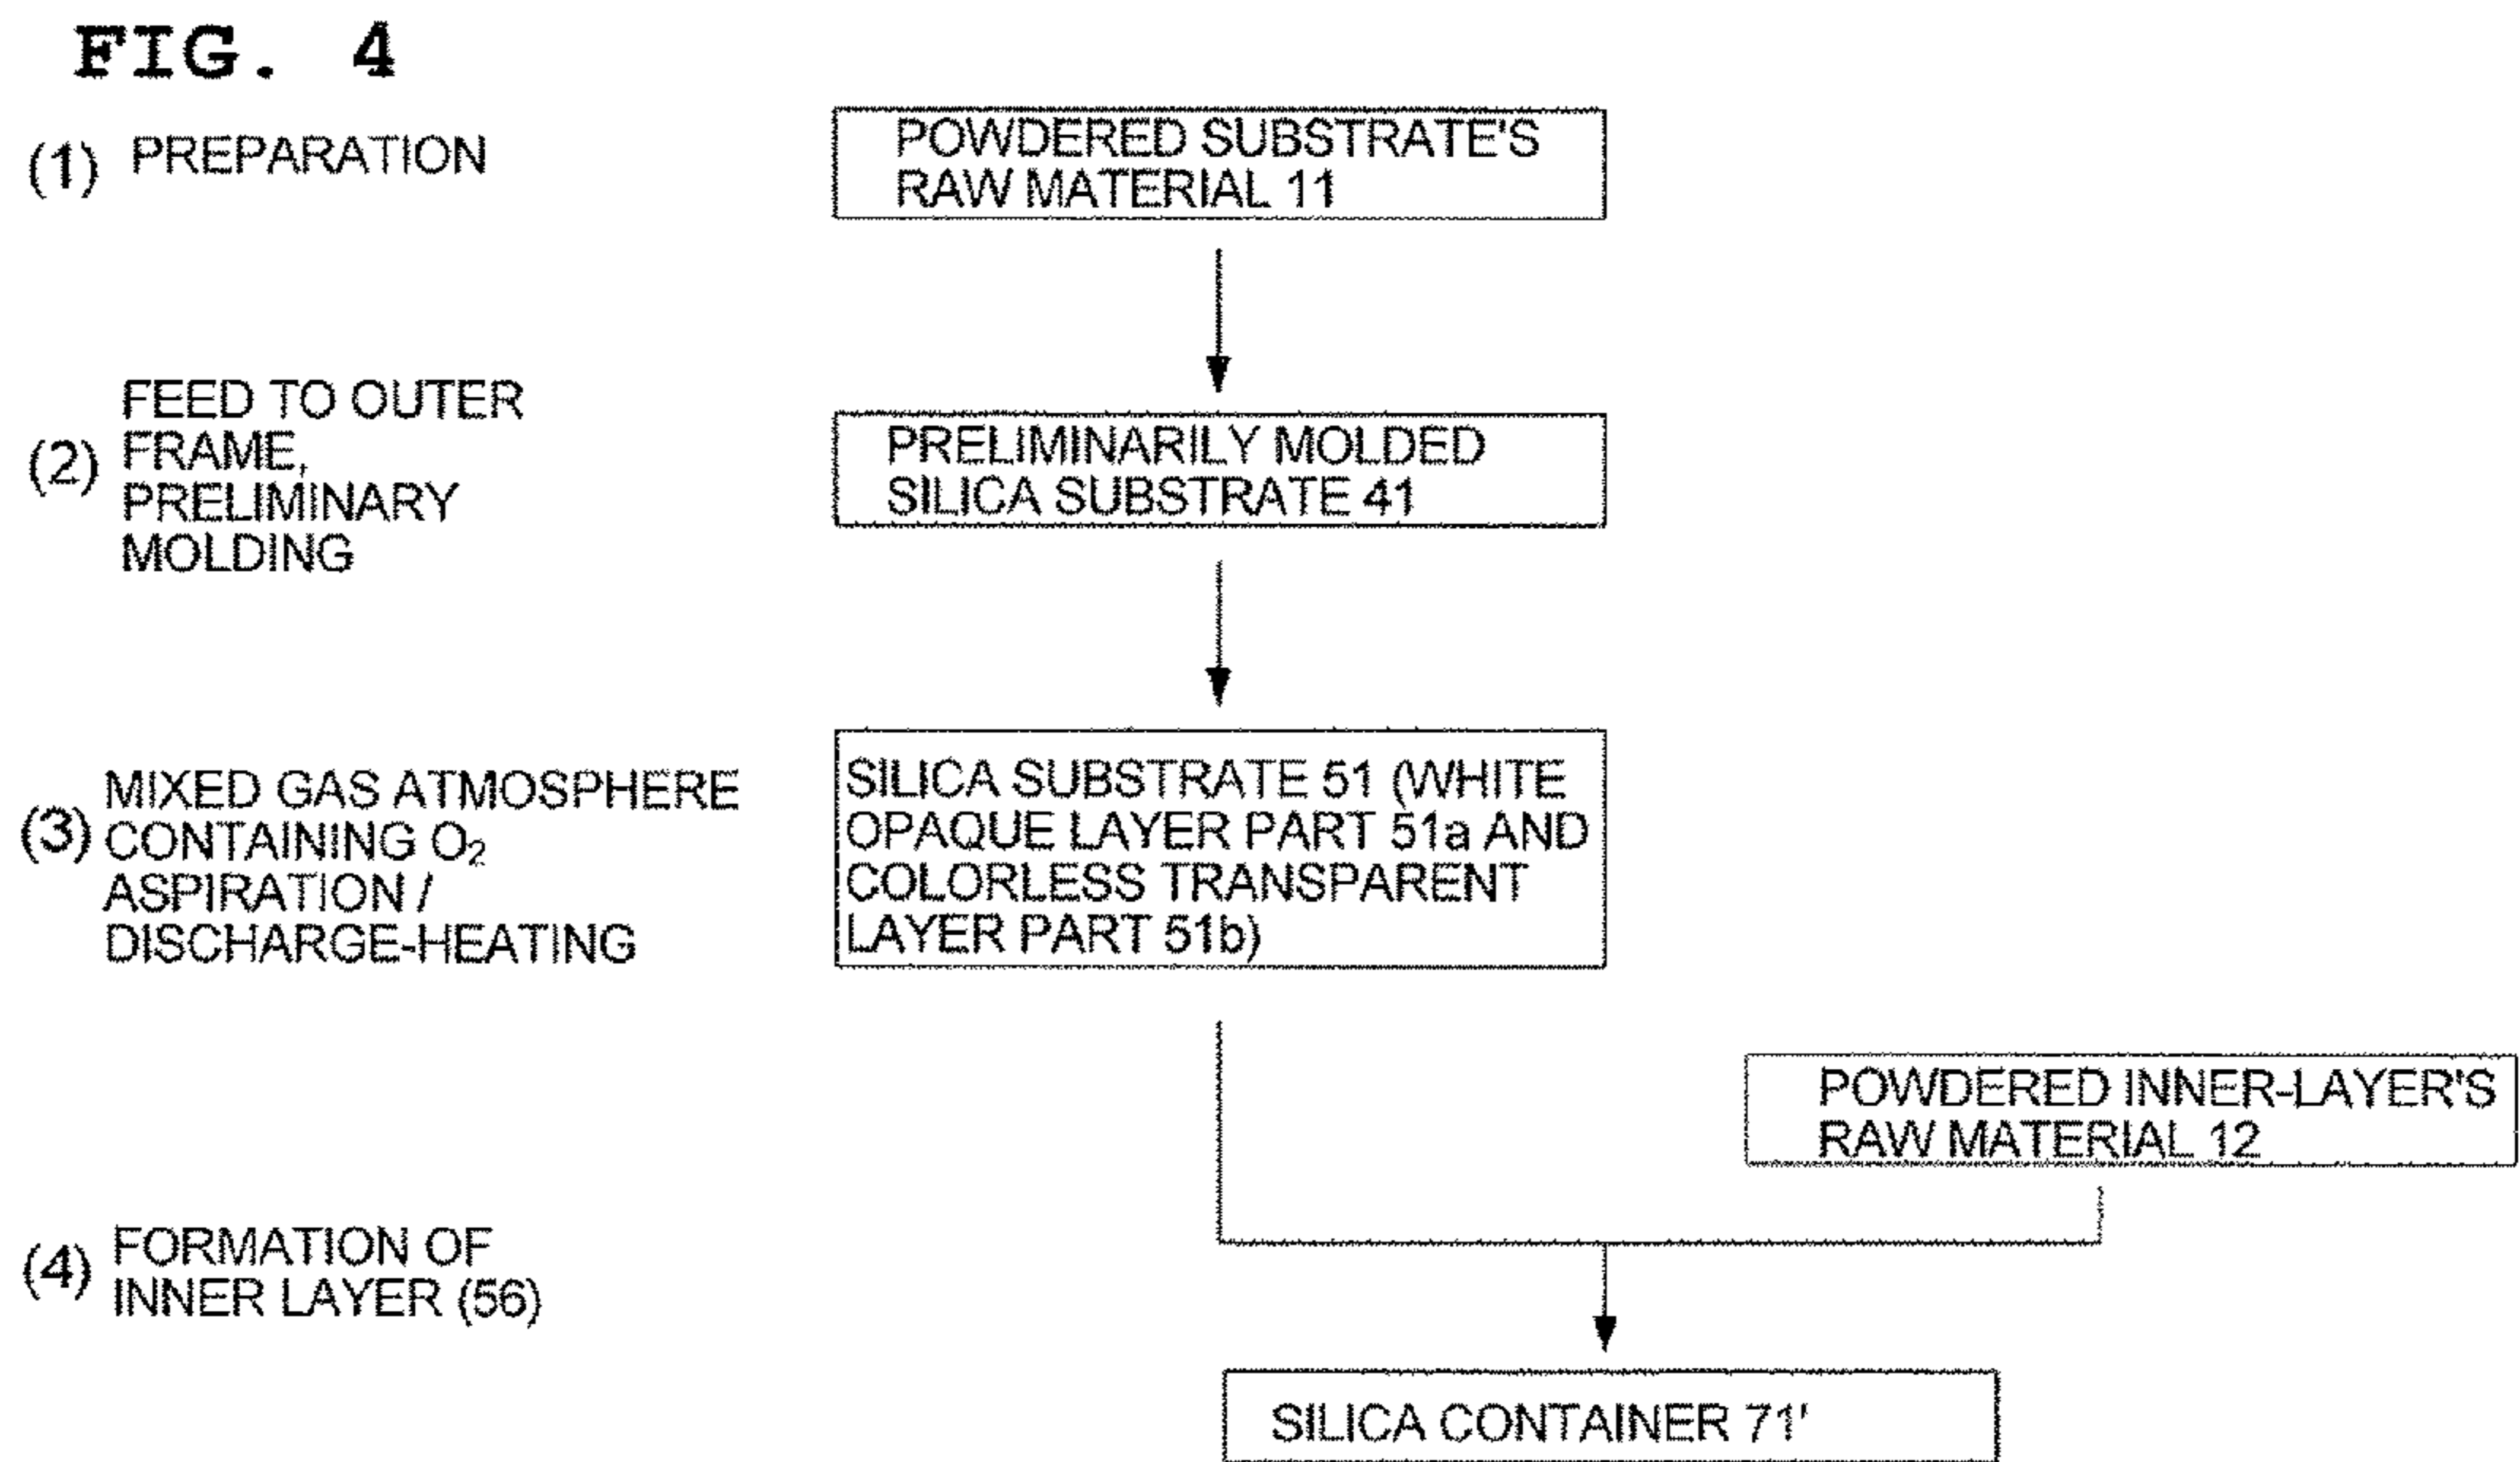 FIG. 4
(1) PREPARATION
POWDERED SUBSTRATE'S
RAW MATERIAL 11
(2) FEED TO OUTER
FRAME,
PRELIMINARY
MOLDING
PRELIMINARILY MOLDED
SILICA SUBSTRATE 41
(3) MIXED GAS ATMOSPHERE
CONTAINING O₂
ASPIRATION /
DISCHARGE-HEATING
SILICA SUBSTRATE 51 (WHITE
OPAQUE LAYER PART 51a AND
COLORLESS TRANSPARENT
LAYER PART 51b)
POWDERED INNER-LAYER'S
RAW MATERIAL 12
(4) FORMATION OF
INNER LAYER (56)
SILICA CONTAINER 71'